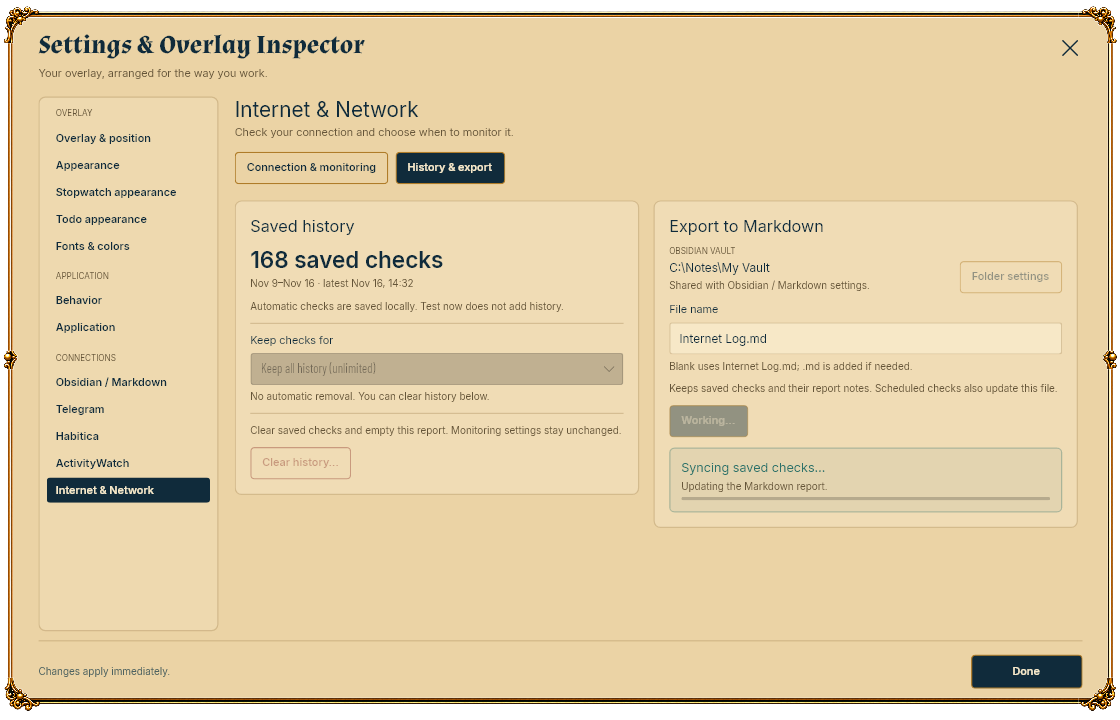 Settings & Overlay Inspector
Your overlay, arranged for the way you work.
OVERLAY
Overlay & position
Appearance
Stopwatch appearance
Todo appearance
Fonts & colors
APPLICATION
Behavior
Application
CONNECTIONS
Obsidian / Markdown
Telegram
Habitica
ActivityWatch
Internet & Network
Internet & Network
Check your connection and choose when to monitor it.
Connection & monitoring
History & export
Saved history
168 saved checks
Nov 9–Nov 16 · latest Nov 16, 14:32
Automatic checks are saved locally. Test now does not add history.
Keep checks for
Keep all history (unlimited)
No automatic removal. You can clear history below.
Clear saved checks and empty this report. Monitoring settings stay unchanged.
Clear history...
Export to Markdown
OBSIDIAN VAULT
C:\Notes\My Vault
Shared with Obsidian / Markdown settings.
Folder settings
File name
Internet Log.md
Blank uses Internet Log.md; .md is added if needed.
Keeps saved checks and their report notes. Scheduled checks also update this file.
Working...
Syncing saved checks...
Updating the Markdown report.
Changes apply immediately.
Done